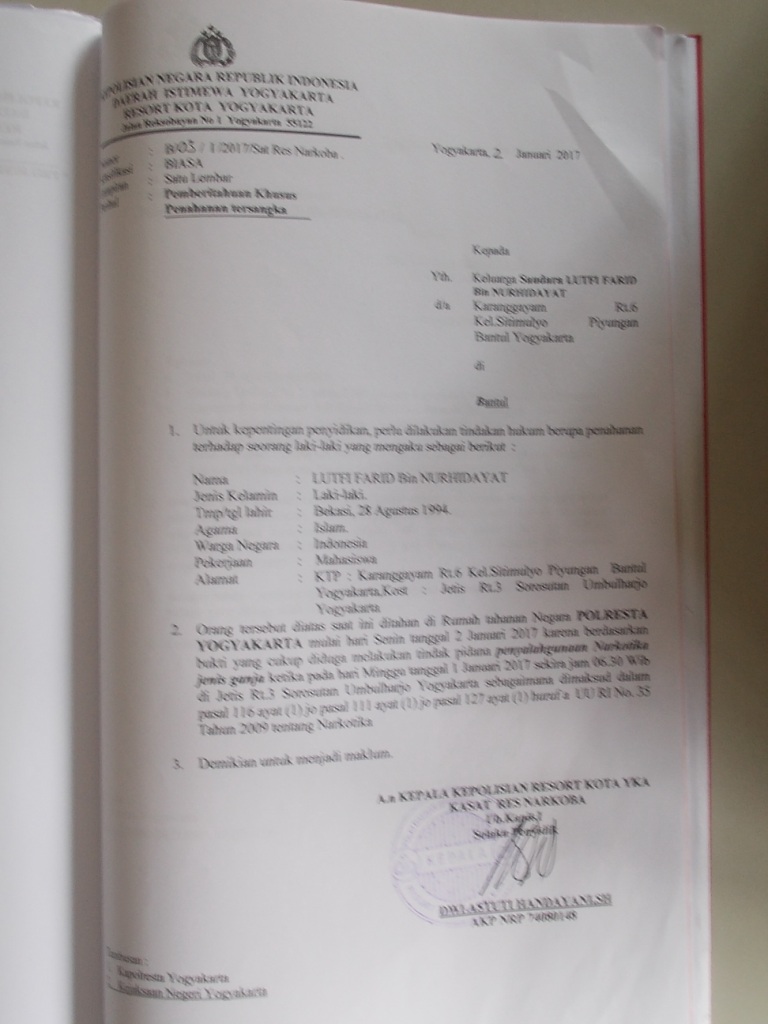 KEPOLISIAN NEGARA REPUBLIK INDONESIA
DAERAH ISTIMEWA YOGYAKARTA
RESORT KOTA YOGYAKARTA
Jalan Reksobayan No 1 Yogyakarta 55122
: B/03 / 1 /2017/Sat Res Narkoba . Yogyakarta, 2 Januari 2017
: BIASA
: Satu Lembar
: Pemberitahuan Khusus
Penahanan tersangka
Kepada
Yth. Keluarga Saudara LUTFI FARID
Bin NURHIDAYAT
d/a Karanggayam Rt.6
Kel.Sitimulyo Piyungan
Bantul Yogyakarta
di
Bantul
1. Untuk kepentingan penyidikan, perlu dilakukan tindakan hukum berupa penahanan
terhadap seorang laki-laki yang mengaku sebagai berikut :
Nama : LUTFI FARID Bin NURHIDAYAT
Jenis Kelamin : Laki-laki.
Tmp/tgl lahir : Bekasi, 28 Agustus 1994.
Agama : Islam.
Warga Negara : Indonesia
Pekerjaan : Mahasiswa
Alamat : KTP : Karanggayam Rt.6 Kel.Sitimulyo Piyungan Bantul
Yogyakarta,Kost : Jetis Rt.3 Sorosutan Umbulharjo
Yogyakarta
2. Orang tersebut diatas saat ini ditahan di Rumah tahanan Negara POLRESTA
YOGYAKARTA mulai hari Senin tanggal 2 Januari 2017 karena berdasarkan
bukti yang cukup diduga melakukan tindak pidana penyalahgunaan Narkotika
jenis ganja ketika pada hari Minggu tanggal 1 Januari 2017 sekira jam 06.30 Wib
di Jetis Rt.3 Sorosutan Umbulharjo Yogyakarta sebagaimana dimaksud dalam
pasal 116 ayat (1) jo pasal 111 ayat (1) jo pasal 127 ayat (1) huruf a UU RI No. 35
Tahun 2009 tentang Narkotika
3. Demikian untuk menjadi maklum.
A.n KEPALA KEPOLISIAN RESORT KOTA YKA
KASAT RES NARKOBA
Selaku Penyidik
DWI ASTUTI HANDAYANI,SH
AKP NRP 74080148
Tembusan :
Kapolresta Yogyakarta
Kejaksaan Negeri Yogyakarta